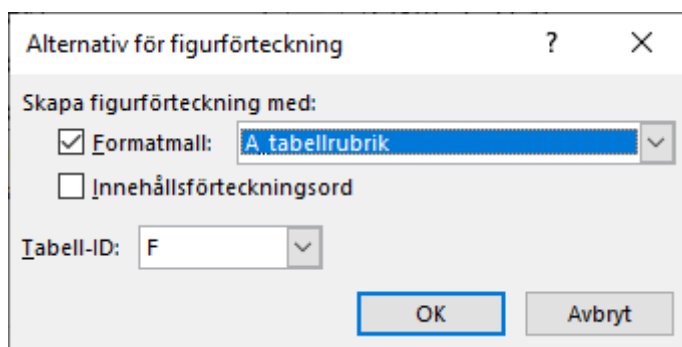 Alternativ för figurförteckning ?
Skapa figurförteckning med:
Formatmall: A_tabellrubrik
Innehållsförteckningsord
Tabell-ID: F
OK Avbryt